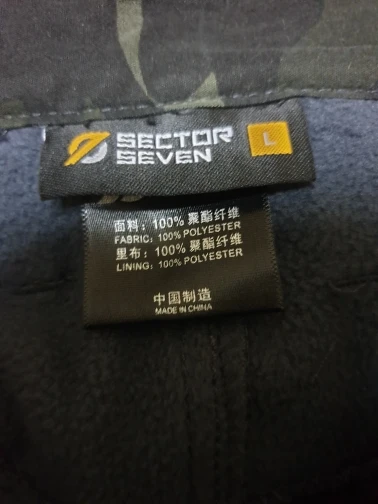 SECTOR
SEVEN
L
面料：100% 聚酯纤维
FABRIC: 100% POLYESTER
里布：100% 聚酯纤维
LINING: 100% POLYESTER
中国制造
MADE IN CHINA